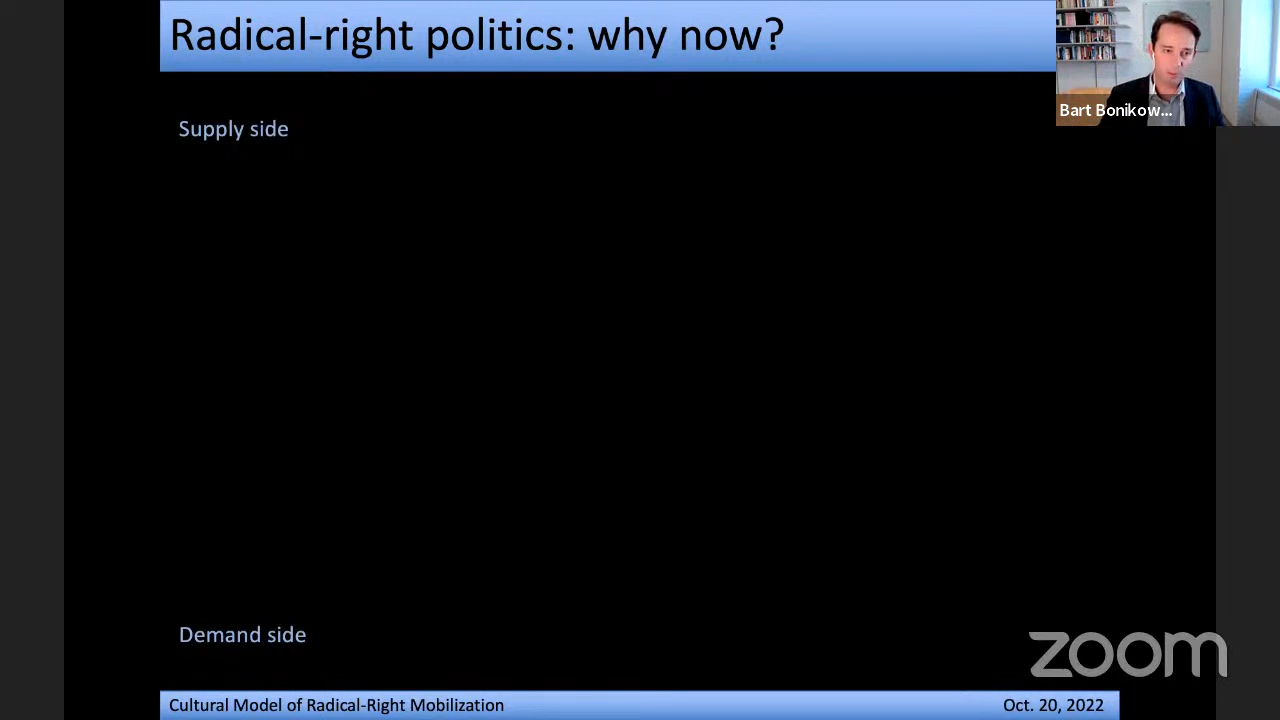 Radical-right politics: why now?
Bart Bonikow...
Supply side
Demand side
zoom
Cultural Model of Radical-Right Mobilization
Oct. 20, 2022